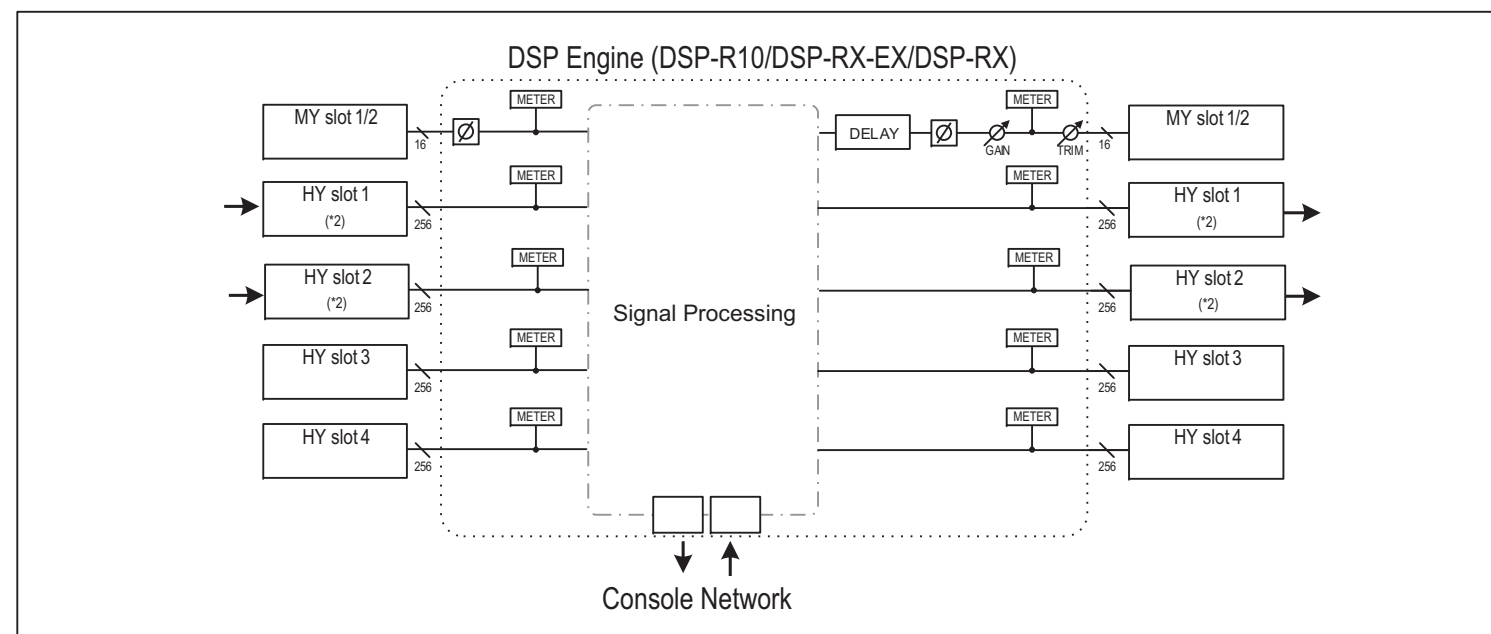 DSP Engine (DSP-R10/DSP-RX-EX/DSP-RX)
MY slot 1/2
16
Ø
METER
DELAY
Ø
GAIN
METER
TRIM
16
MY slot 1/2
HY slot 1
(*2)
256
METER
METER
256
HY slot 1
(*2)
HY slot 2
(*2)
256
METER
Signal Processing
METER
256
HY slot 2
(*2)
HY slot 3
256
METER
METER
256
HY slot 3
HY slot 4
256
METER
METER
256
HY slot 4
Console Network